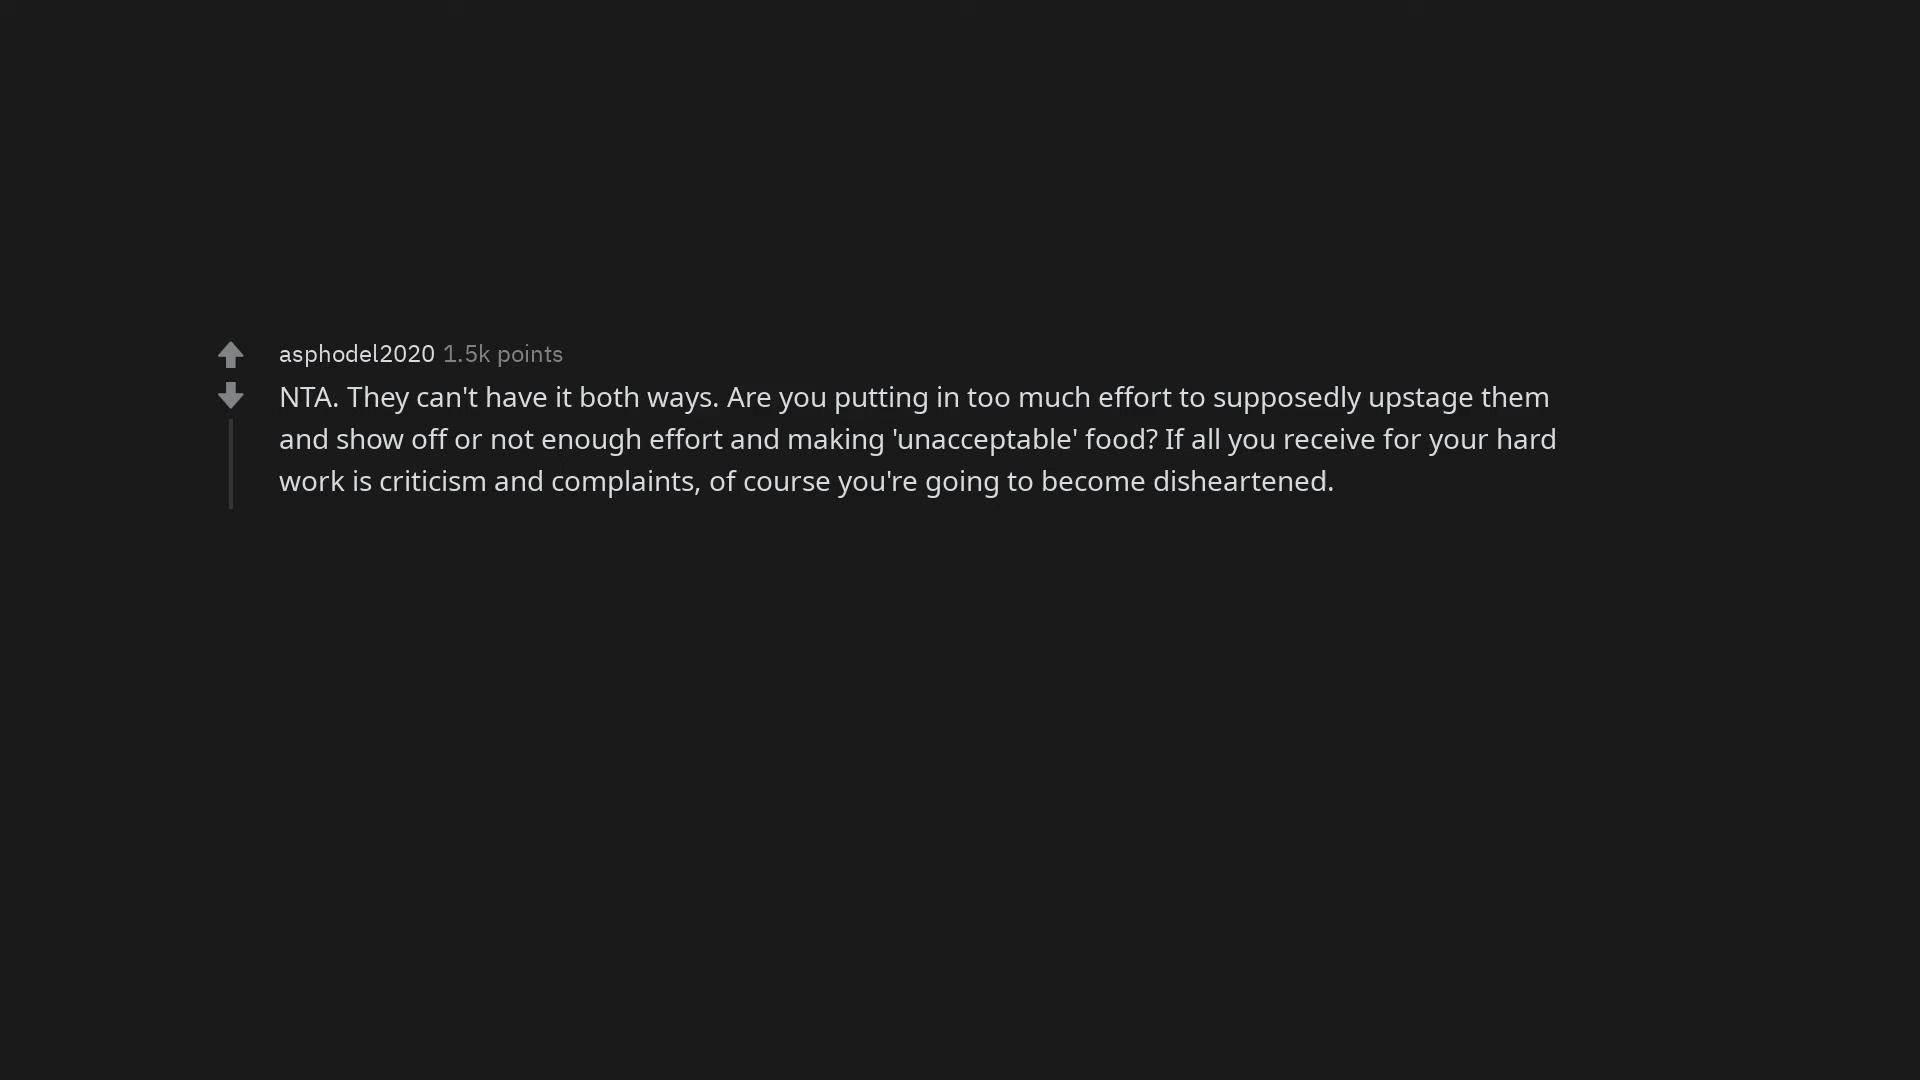 asphodel2020 1.5k points
NTA. They can't have it both ways. Are you putting in too much effort to supposedly upstage them
and show off or not enough effort and making 'unacceptable' food? If all you receive for your hard
work is criticism and complaints, of course you're going to become disheartened.